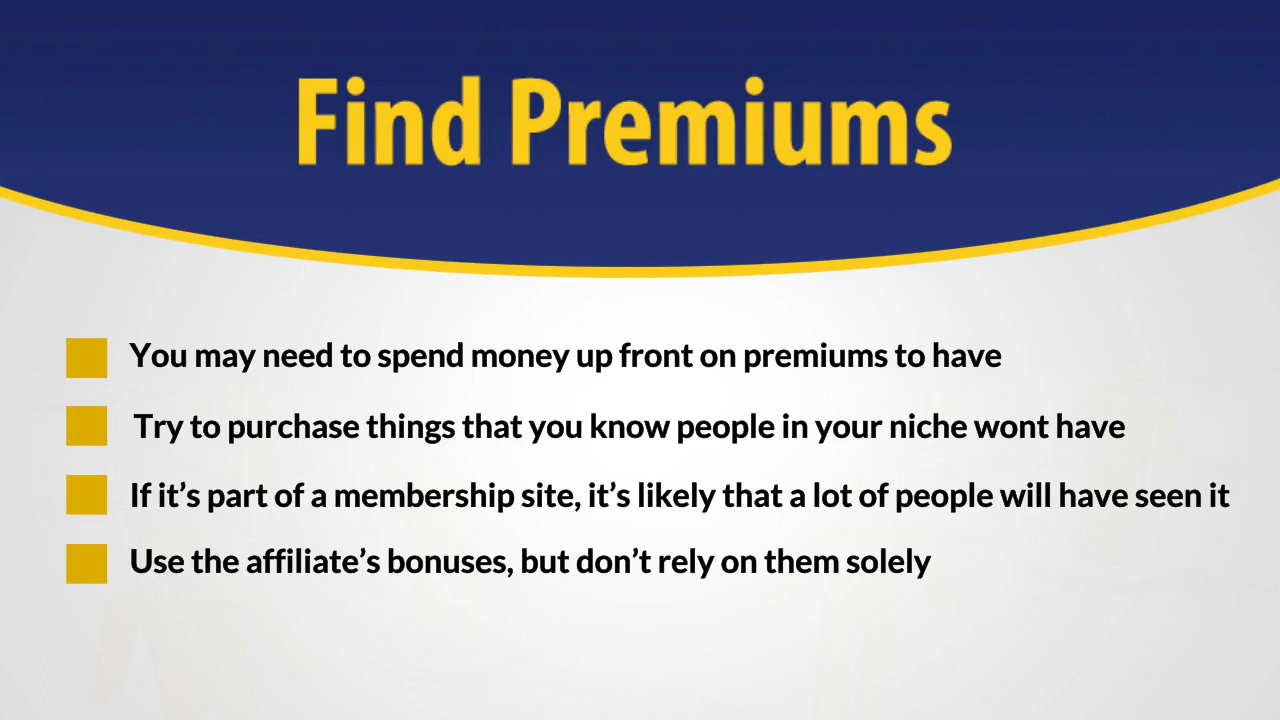 Find Premiums
You may need to spend money up front on premiums to have
Try to purchase things that you know people in your niche wont have
If it’s part of a membership site, it’s likely that a lot of people will have seen it
Use the affiliate’s bonuses, but don’t rely on them solely